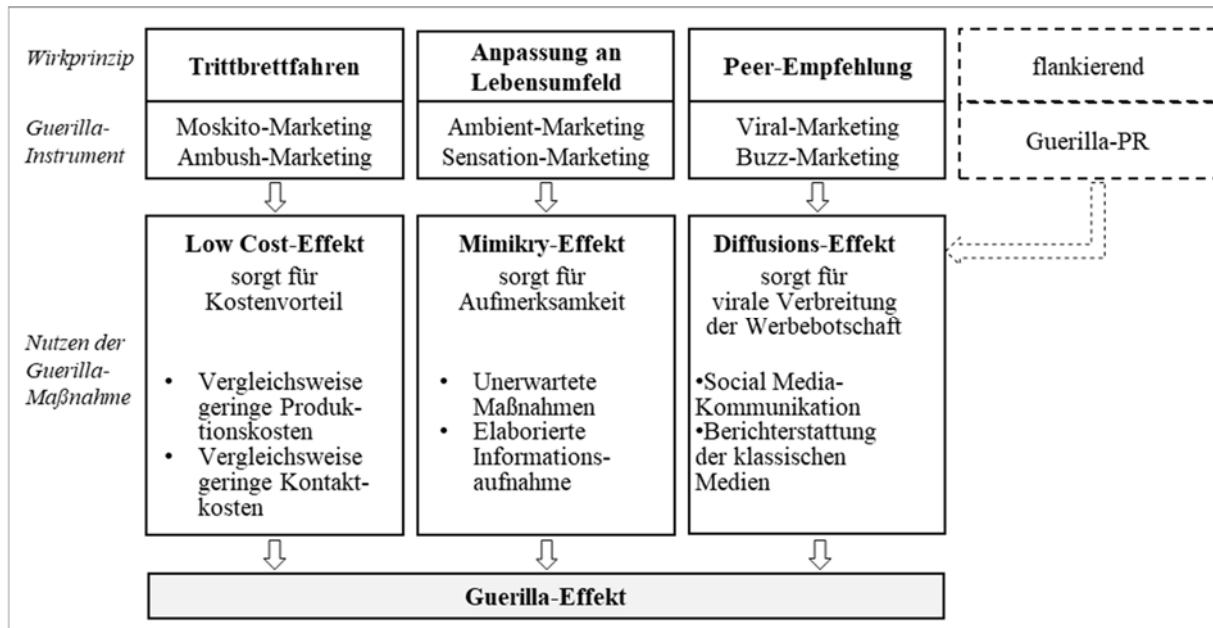 Wirkprinzip
Trittbrettfahren
Anpassung an
Lebensumfeld
Peer-Empfehlung
flankierend
Guerilla-
Instrument
Moskito-Marketing
Ambush-Marketing
Ambient-Marketing
Sensation-Marketing
Viral-Marketing
Buzz-Marketing
Guerilla-PR
Nutzen der
Guerilla-
Maßnahme
Low Cost-Effekt
sorgt für
Kostenvorteil
• Vergleichsweise
geringe Produk-
tionskosten
• Vergleichsweise
geringe Kontakt-
kosten
Mimikry-Effekt
sorgt für
Aufmerksamkeit
• Unerwartete
Maßnahmen
• Elaborierte
Informations-
aufnahme
Diffusions-Effekt
sorgt für
virale Verbreitung
der Werbebotschaft
•Social Media-
Kommunikation
•Berichterstattung
der klassischen
Medien
Guerilla-Effekt